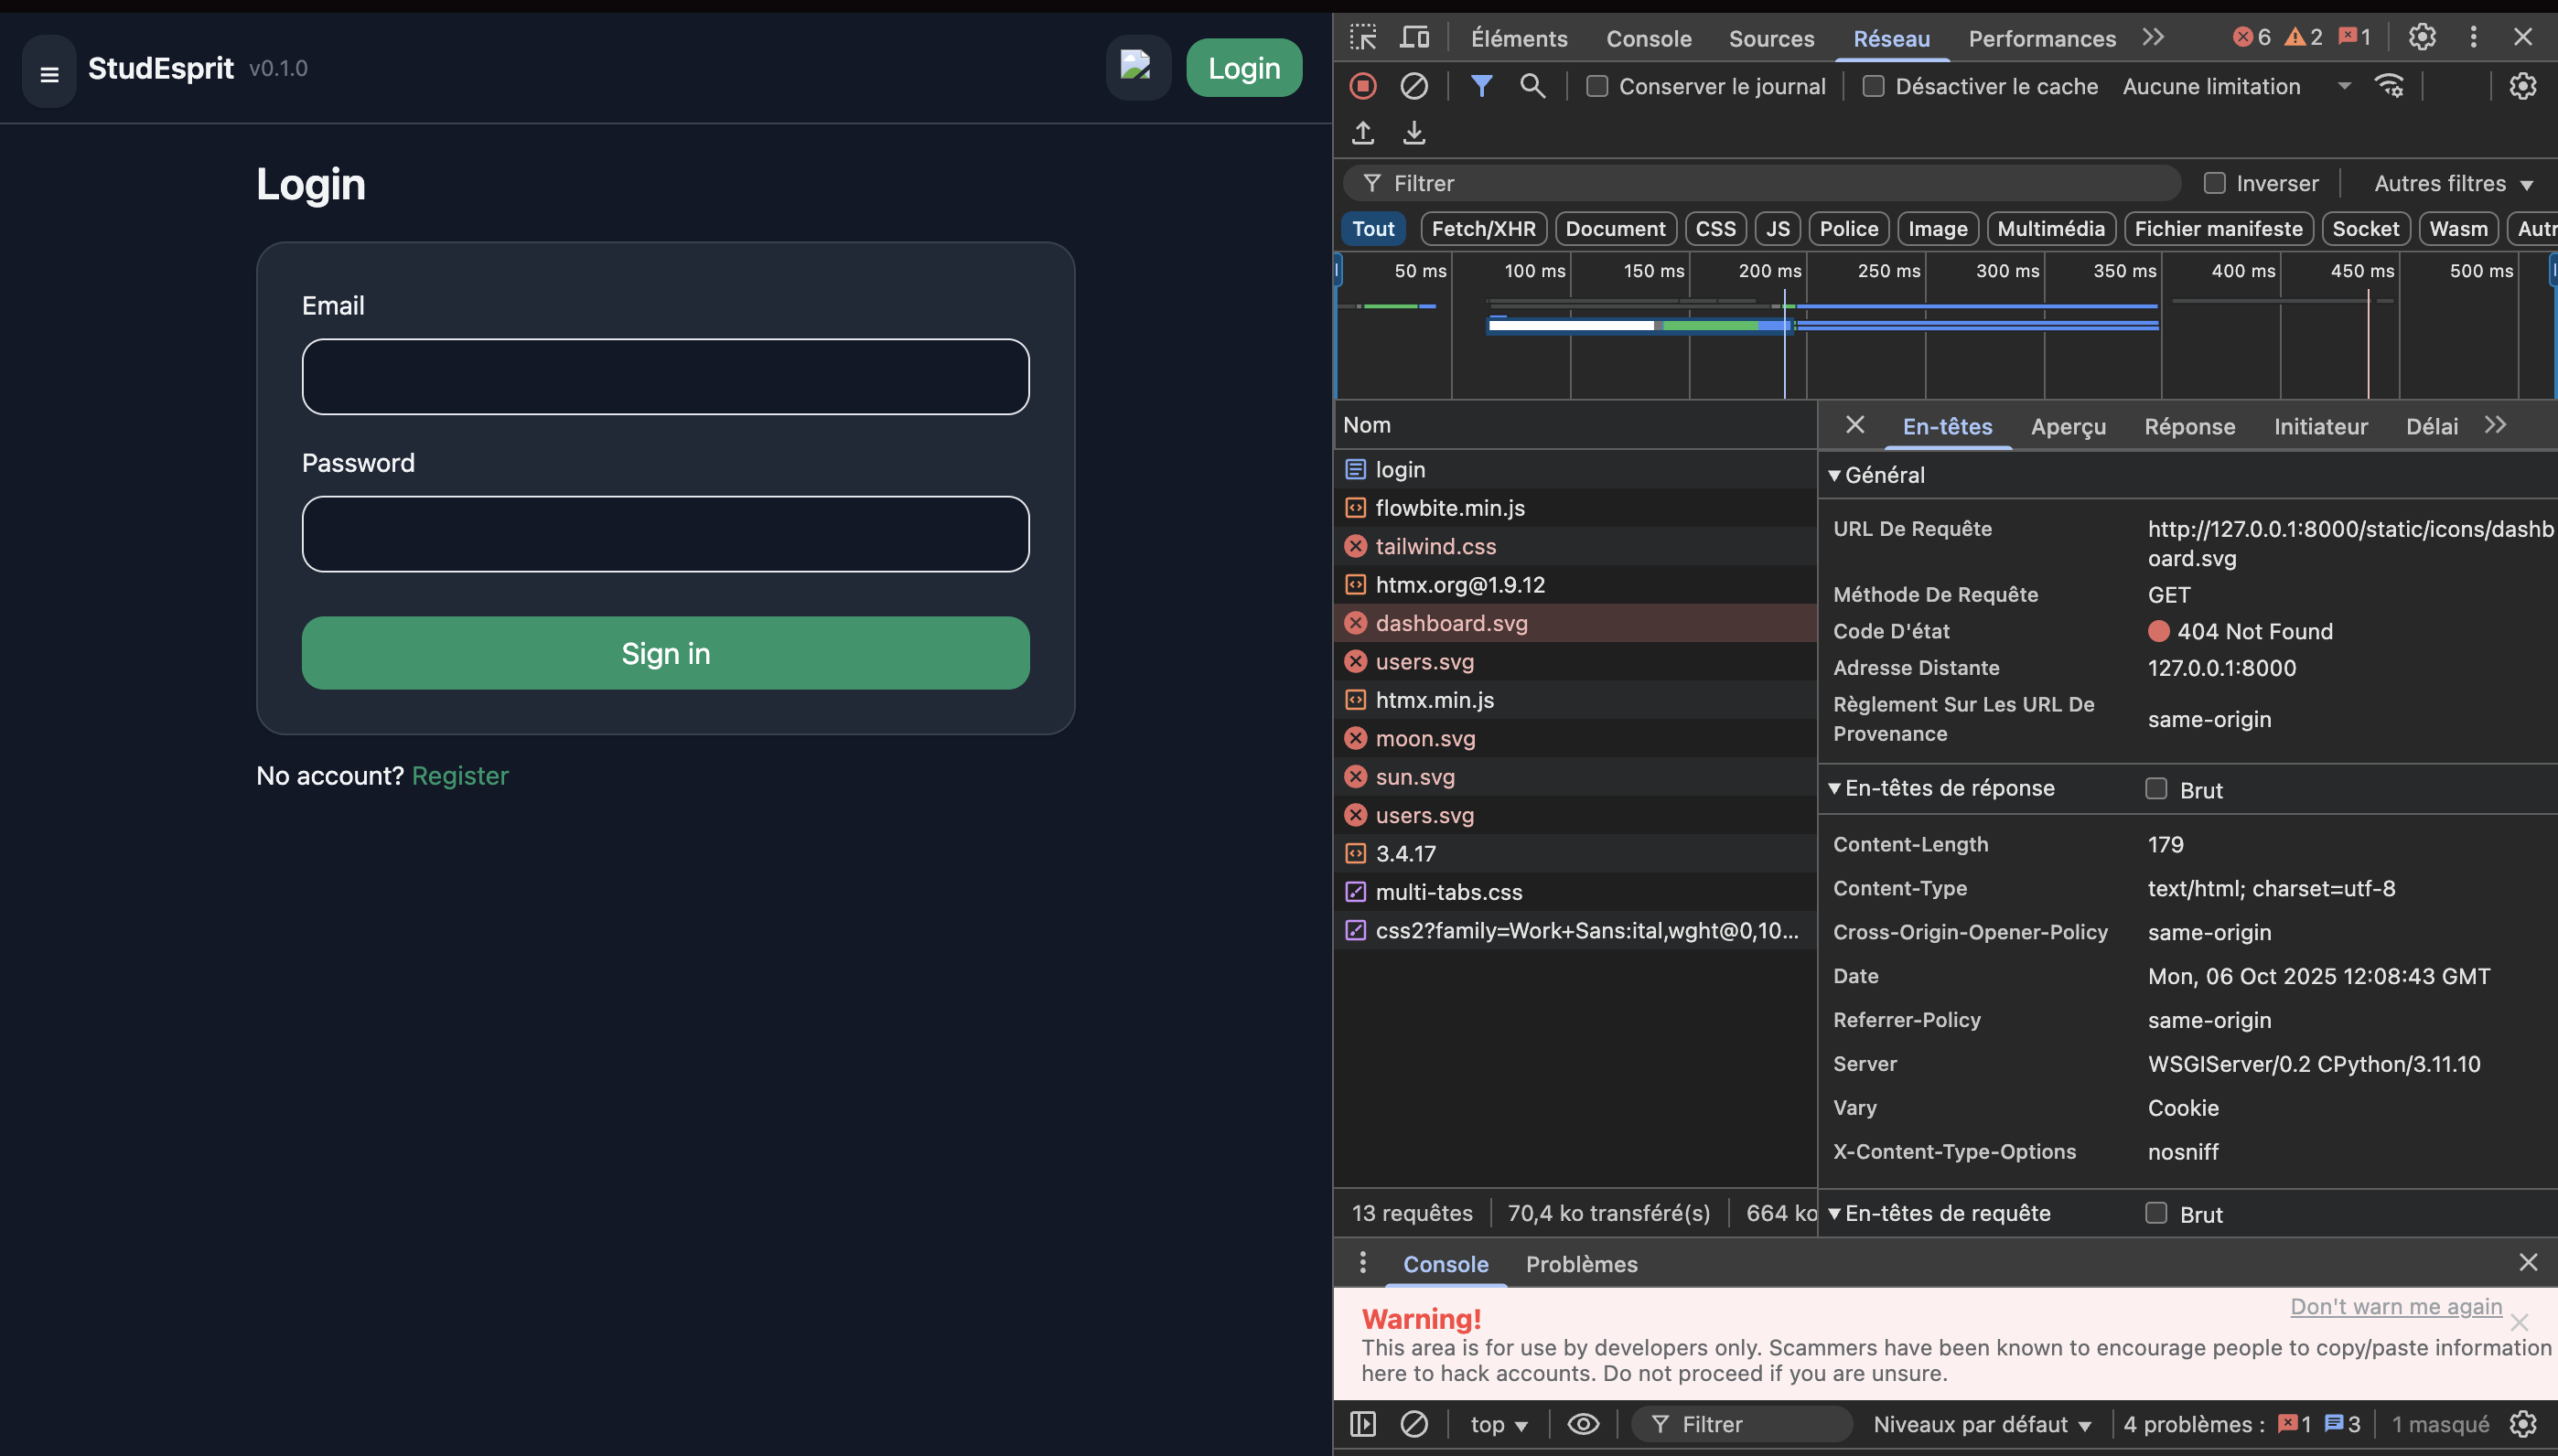 StudEsprit v0.1.0
Login
Login
Email
Password
Sign in
No account? Register
Éléments Console Sources Réseau Performances 6 2 1
Conserver le journal Désactiver le cache Aucune limitation
Filtrer Inverser Autres filtres
Tout Fetch/XHR Document CSS JS Police Image Multimédia Fichier manifeste Socket Wasm Autr
50 ms 100 ms 150 ms 200 ms 250 ms 300 ms 350 ms 400 ms 450 ms 500 ms
Nom
login
flowbite.min.js
tailwind.css
htmx.org@1.9.12
dashboard.svg
users.svg
htmx.min.js
moon.svg
sun.svg
users.svg
3.4.17
multi-tabs.css
css2?family=Work+Sans:ital,wght@0,10...
13 requêtes 70,4 ko transféré(s) 664 ko
En-têtes Aperçu Réponse Initiateur Délai
Général
URL De Requête http://127.0.0.1:8000/static/icons/dashb
oard.svg
Méthode De Requête GET
Code D'état 404 Not Found
Adresse Distante 127.0.0.1:8000
Règlement Sur Les URL De
Provenance same-origin
En-têtes de réponse Brut
Content-Length 179
Content-Type text/html; charset=utf-8
Cross-Origin-Opener-Policy same-origin
Date Mon, 06 Oct 2025 12:08:43 GMT
Referrer-Policy same-origin
Server WSGIServer/0.2 CPython/3.11.10
Vary Cookie
X-Content-Type-Options nosniff
En-têtes de requête Brut
Console Problèmes
Warning!
Don't warn me again
This area is for use by developers only. Scammers have been known to encourage people to copy/paste information
here to hack accounts. Do not proceed if you are unsure.
top Filtrer Niveaux par défaut 4 problèmes : 1 3 1 masqué